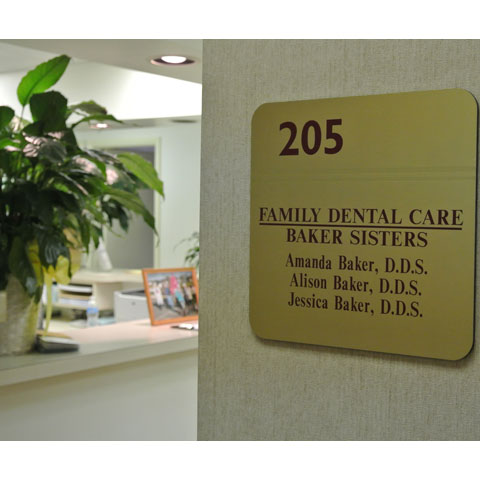 205
FAMILY DENTAL CARE
BAKER SISTERS
Amanda Baker, D.D.S.
Alison Baker, D.D.S.
Jessica Baker, D.D.S.